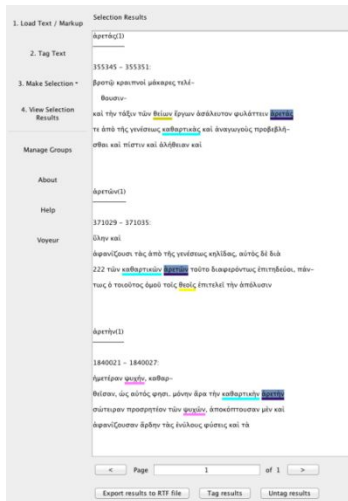 Selection Results
1. Load Text / Markup
2. Tag Text
3. Make Selection
4. View Selection
Results
Manage Groups
About
Help
Voyeur
ἀρετάς(1)
355345 - 355351:
βροτῷ κραιπνοὶ μάκαρες τελέ-
θουσιν·
καὶ τὴν τάξιν τῶν θείων ἔργων ἀσάλευτον φυλάττειν ἀρετάς
τε ἀπὸ τῆς γενέσεως καθαρτικὰς καὶ ἀναγωγοὺς προβεβλῆ-
σθαι καὶ πίστιν καὶ ἀλήθειαν καὶ
ἀρετῶν(1)
371029 - 371035:
ὕλην καὶ
ἀφανίζουσι τὰς ἀπὸ τῆς γενέσεως κηλῖδας, αὐτὸς δὲ διὰ
222 τῶν καθαρτικῶν ἀρετῶν τοῦτο διαφερόντως ἐπιτηδεύοι, πάν-
τως ὁ τοιοῦτος ὁμοῦ τοῖς θεοῖς ἐπιτελεῖ τὴν ἀπόλυσιν
ἀρετὴν(1)
1840021 - 1840027:
ἡμετέραν ψυχήν, καθαρ-
θεῖσαν, ὡς αὐτός φησι. μόνην ἄρα τὴν καθαρτικὴν ἀρετὴν
σώτειραν προσρητέον τῶν ψυχῶν, ἀποκόπτουσαν μὲν καὶ
ἀφανίζουσαν ἄρδην τὰς ἐνύλους φύσεις καὶ τὰ
< Page 1 of 1 >
Export results to RTF file Tag results Untag results